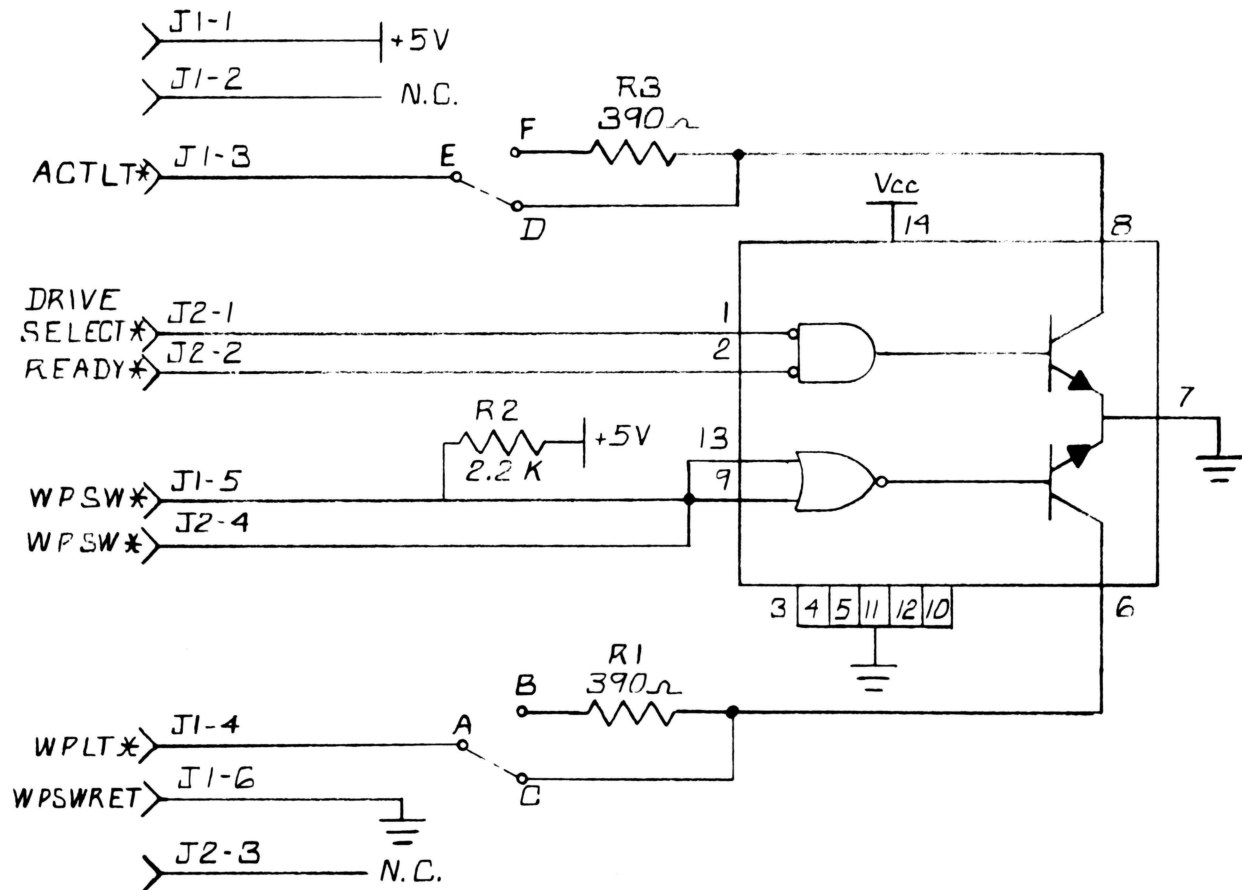 J1-1
+5V
J1-2
N.C.
R3
390Ω
F
ACTLT*
J1-3
E
D
Vcc
14
8
DRIVE
SELECT*
J2-1
1
READY*
J2-2
2
7
R2
2.2 K
+5V
13
9
WPSW*
J1-5
WPSW*
J2-4
3
4
5
11
12
10
6
R1
390Ω
B
WPLT*
J1-4
A
C
WPSWRET
J1-6
J2-3
N.C.